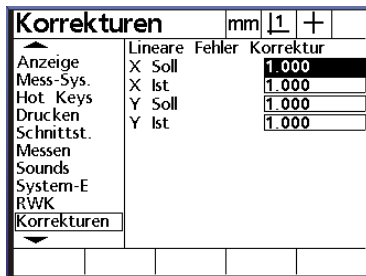 Korrekturen mm 1
Anzeige
Mess-Sys.
Hot Keys
Drucken
Schnittst.
Messen
Sounds
System-E
RWK
Korrekturen
Lineare Fehler Korrektur
X Soll 1.000
X Ist 1.000
Y Soll 1.000
Y Ist 1.000